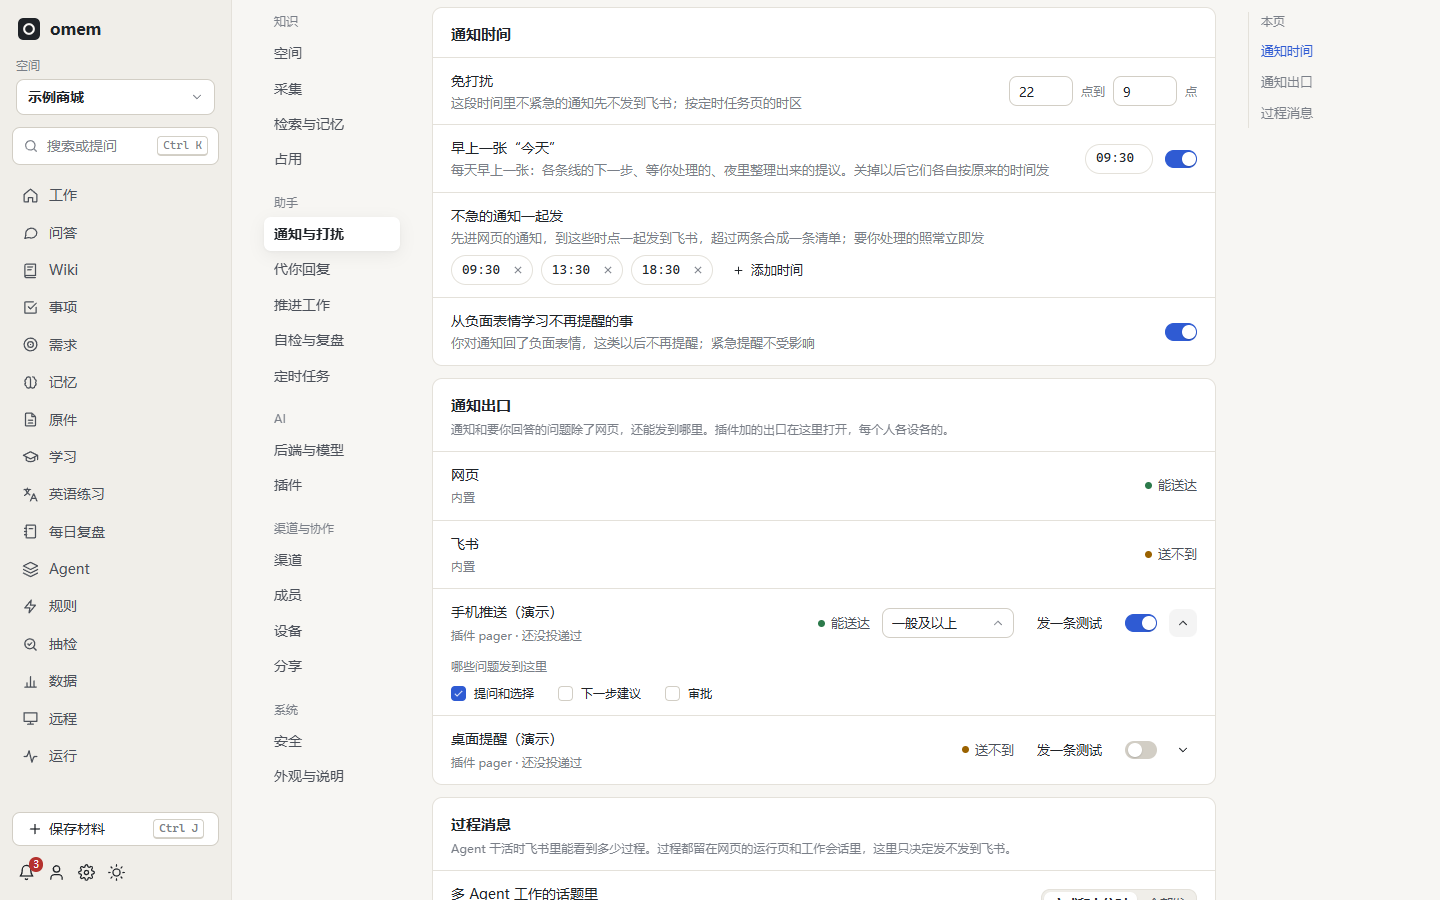 omem
空间
示例商城
搜索或提问 Ctrl K
工作
问答
Wiki
事项
需求
记忆
原件
学习
英语练习
每日复盘
Agent
规则
抽检
数据
远程
运行
保存材料 Ctrl J
3
知识
空间
采集
检索与记忆
占用
助手
通知与打扰
代你回复
推进工作
自检与复盘
定时任务
AI
后端与模型
插件
渠道与协作
渠道
成员
设备
分享
系统
安全
外观与说明
通知时间
免打扰
这段时间里不紧急的通知先不发到飞书；按定时任务页的时区
22 点到 9 点
早上一张“今天”
每天早上一张：各条线的下一步、等你处理的、夜里整理出来的提议。关掉以后它们各自按原来的时间发
09:30
不急的通知一起发
先进网页的通知，到这些时点一起发到飞书，超过两条合成一条清单；要你处理的照常立即发
09:30 × 13:30 × 18:30 × + 添加时间
从负面表情学习不再提醒的事
你对通知回了负面表情，这类以后不再提醒；紧急提醒不受影响
通知出口
通知和要你回答的问题除了网页，还能发到哪里。插件加的出口在这里打开，每个人各设备的。
网页
内置
能送达
飞书
内置
送不到
手机推送（演示）
插件 pager · 还没投递过
能送达 一般及以上 发一条测试
哪些问题发到这里
提问和选择 下一步建议 审批
桌面提醒（演示）
插件 pager · 还没投递过
送不到 发一条测试
过程消息
Agent 干活时飞书里能看到多少过程。过程都留在网页的运行页和工作会话里，这里只决定发不发到飞书。
多 Agent 工作的话题里
本页
通知时间
通知出口
过程消息